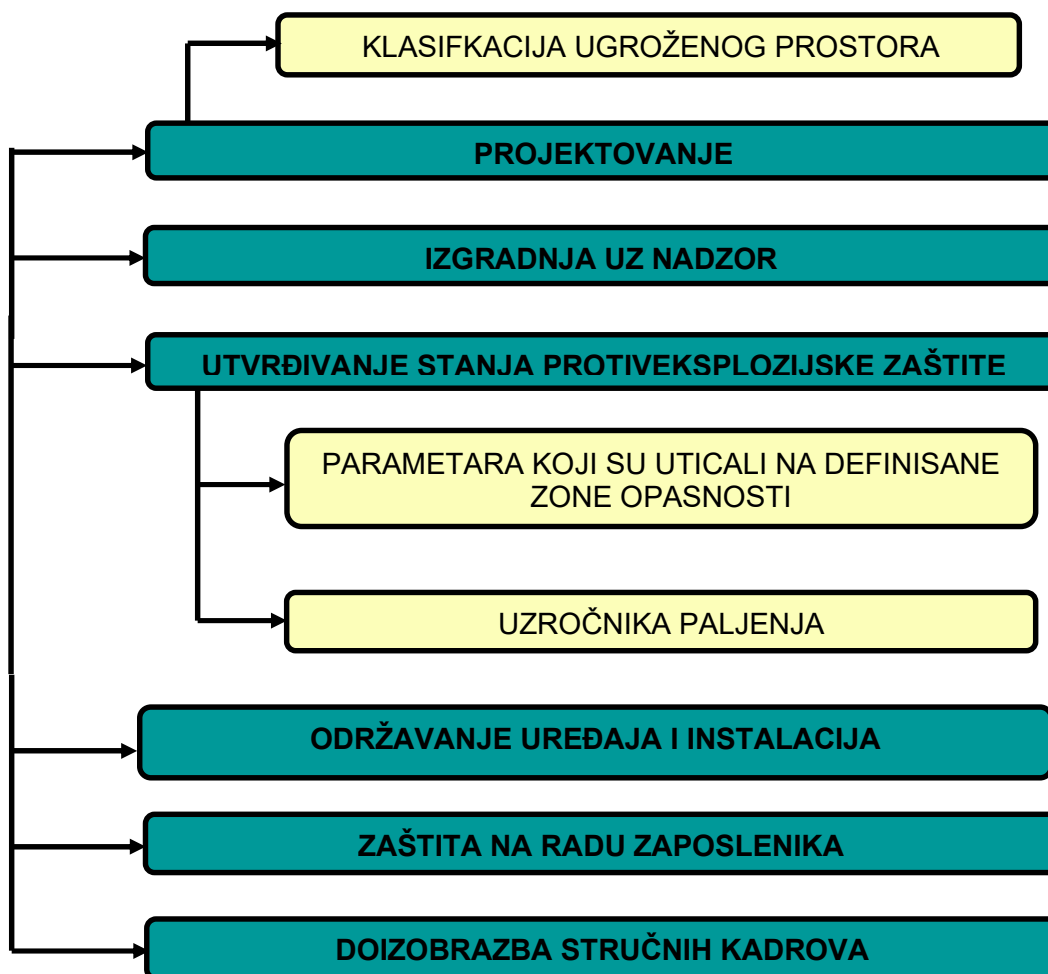 KLASIFKACIJA UGROŽENOG PROSTORA
PROJEKTOVANJE
IZGRADNJA UZ NADZOR
UTVRĐIVANJE STANJA PROTIVEKSPLOZIJSKE ZAŠTITE
PARAMETARA KOJI SU UTICALI NA DEFINISANE
ZONE OPASNOSTI
UZROČNIKA PALJENJA
ODRŽAVANJE UREĐAJA I INSTALACIJA
ZAŠTITA NA RADU ZAPOSLENIKA
DOIZOBRAZBA STRUČNIH KADROVA